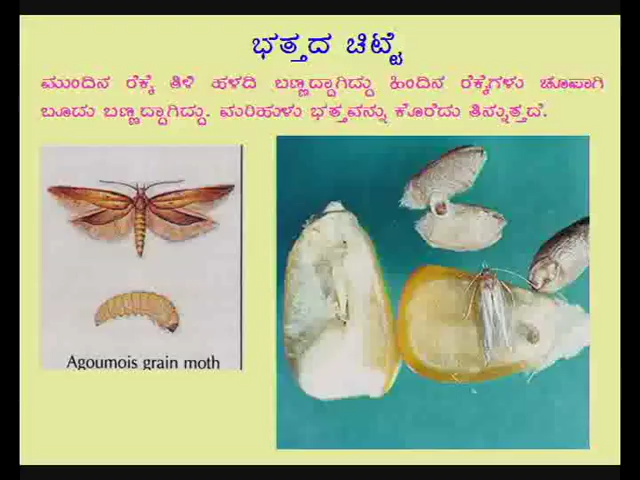 ಭತ್ತದ ಚಿಟ್ಟೆ
ಮುಂದಿನ ರೆಕ್ಕೆ ತಿಳಿ ಹಳದಿ ಬಣ್ಣದ್ದಾಗಿದ್ದು ಹಿಂದಿನ ರೆಕ್ಕೆಗಳು ಚೂಪಾಗಿ
ಬೂದು ಬಣ್ಣದ್ದಾಗಿದ್ದು. ಮರಿಹುಳು ಭತ್ತವನ್ನು ಕೊರೆದು ತಿನ್ನುತ್ತದೆ.
Agoumois grain moth